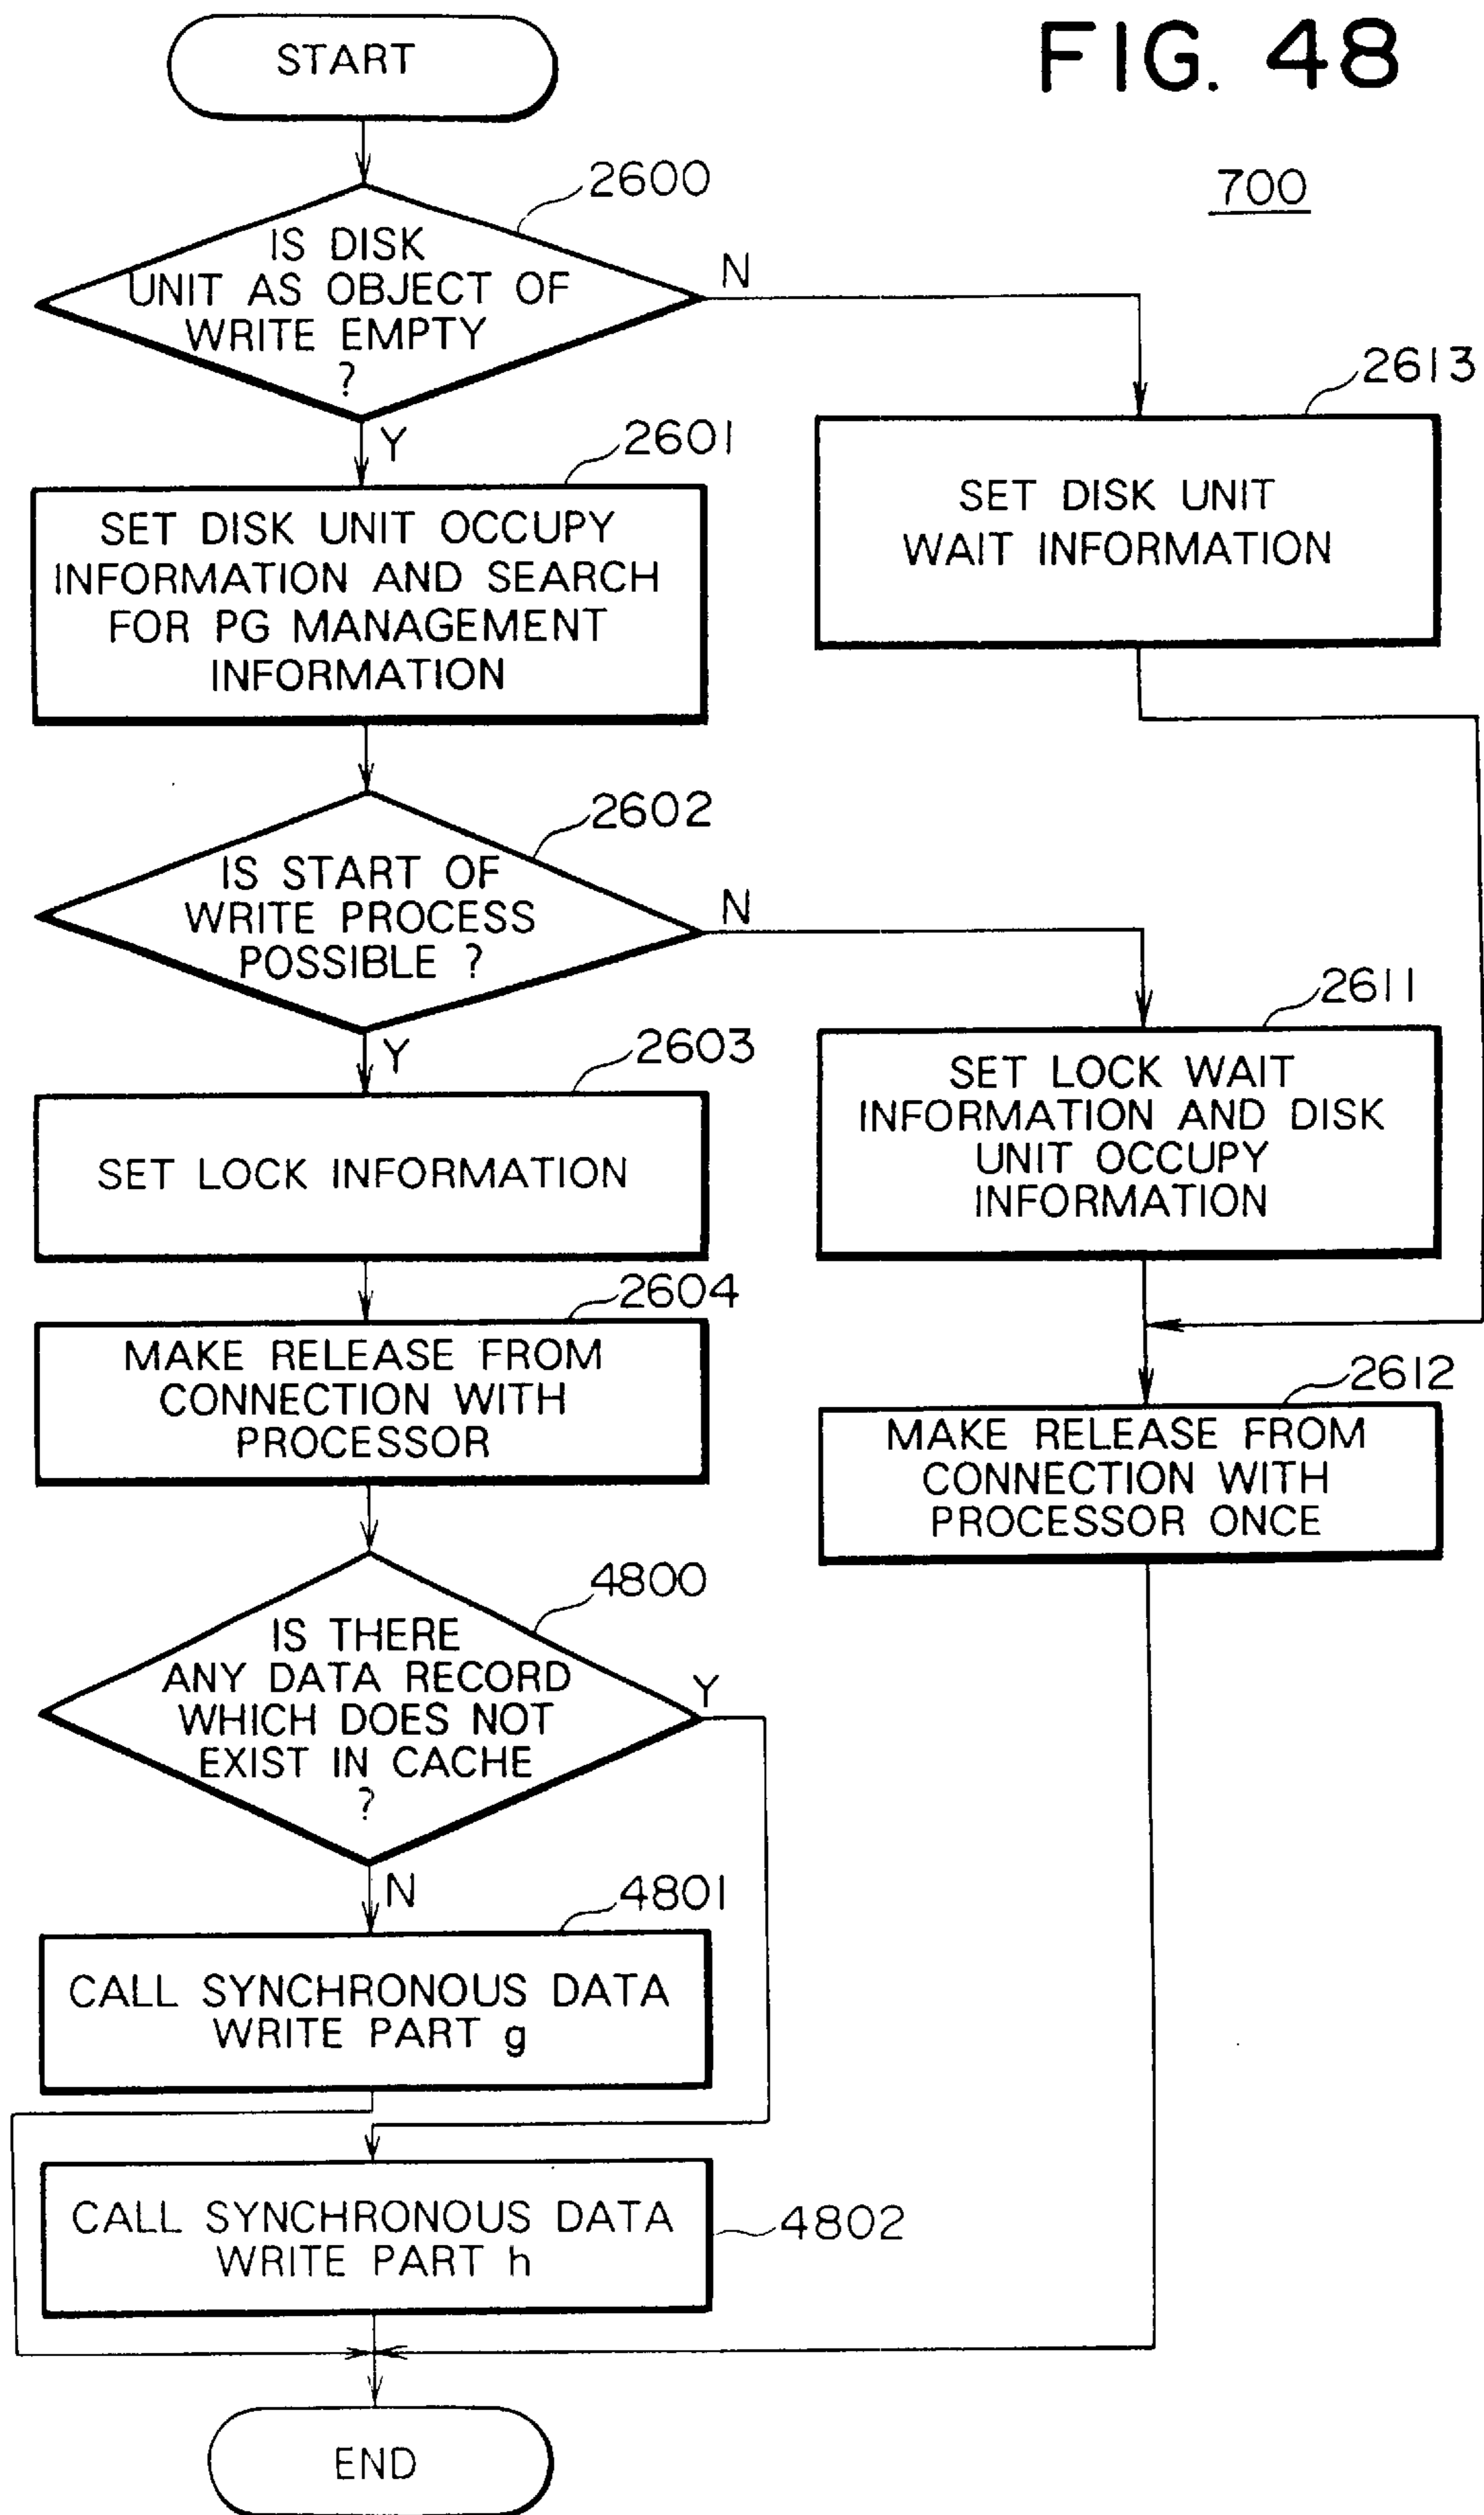 FIG. 48
700
START
2600
IS DISK
UNIT AS OBJECT OF
WRITE EMPTY
?
N
Y
2613
SET DISK UNIT
WAIT INFORMATION
2601
SET DISK UNIT OCCUPY
INFORMATION AND SEARCH
FOR PG MANAGEMENT
INFORMATION
2602
IS START OF
WRITE PROCESS
POSSIBLE ?
N
Y
2611
SET LOCK WAIT
INFORMATION AND DISK
UNIT OCCUPY
INFORMATION
2603
SET LOCK INFORMATION
2604
MAKE RELEASE FROM
CONNECTION WITH
PROCESSOR
2612
MAKE RELEASE FROM
CONNECTION WITH
PROCESSOR ONCE
4800
IS THERE
ANY DATA RECORD
WHICH DOES NOT
EXIST IN CACHE
?
Y
N
4801
CALL SYNCHRONOUS DATA
WRITE PART g
CALL SYNCHRONOUS DATA
WRITE PART h
4802
END